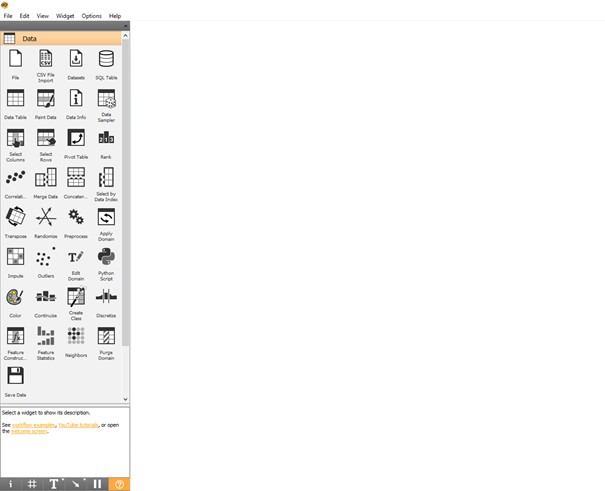 File Edit View Widget Options Help
Data
File CSV File Import Datasets SQL Table
Data Table Paint Data Data Info Data Sampler
Select Columns Select Rows Pivot Table Rank
Correlati... Merge Data Concaten... Select by Data Index
Transpose Randomize Preprocess Apply Domain
Impute Outliers Edit Domain Python Script
Color Continuize Create Class Discretize
Feature Construc... Feature Statistics Neighbors Purge Domain
Save Data
Select a widget to show its description.
See workflow examples, YouTube tutorials, or open
the welcome screen.